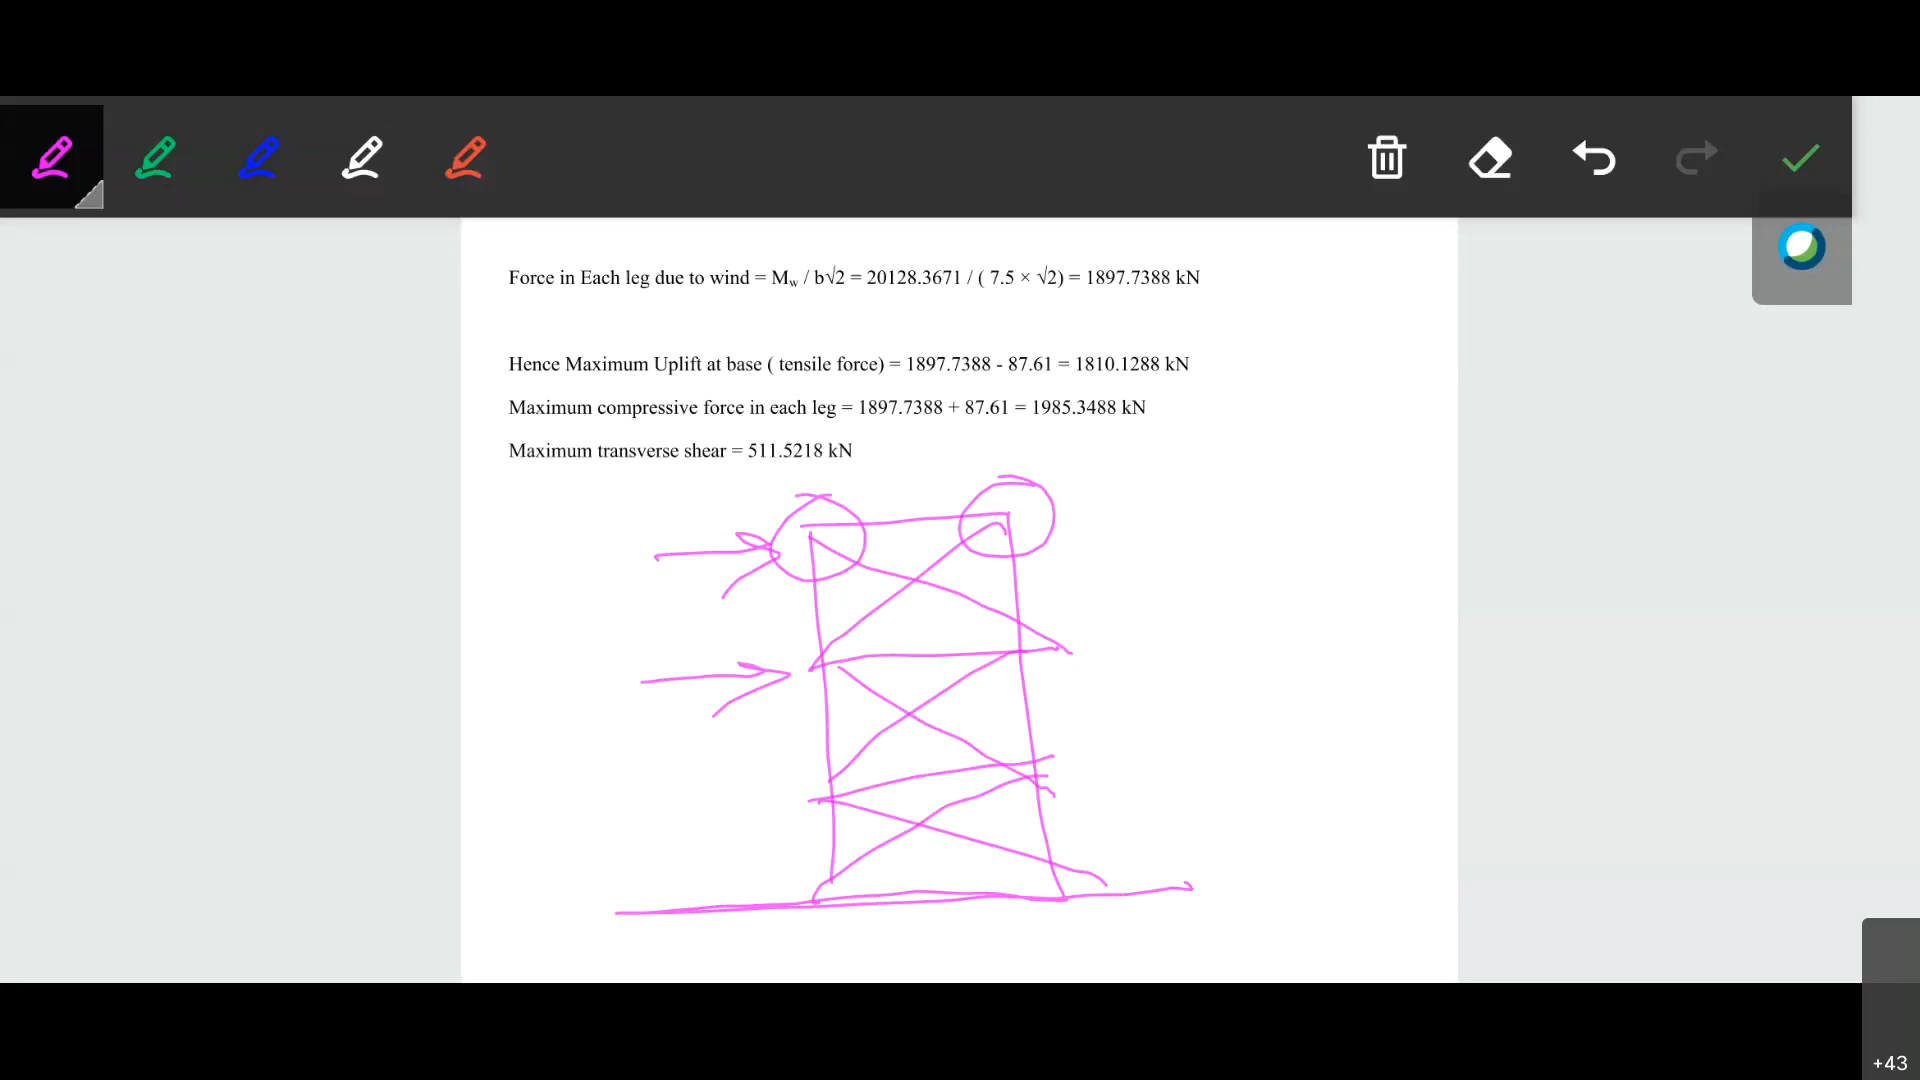 Force in Each leg due to wind = Mw / b√2 = 20128.3671 / ( 7.5 × √2) = 1897.7388 kN
Hence Maximum Uplift at base ( tensile force) = 1897.7388 - 87.61 = 1810.1288 kN
Maximum compressive force in each leg = 1897.7388 + 87.61 = 1985.3488 kN
Maximum transverse shear = 511.5218 kN
+43